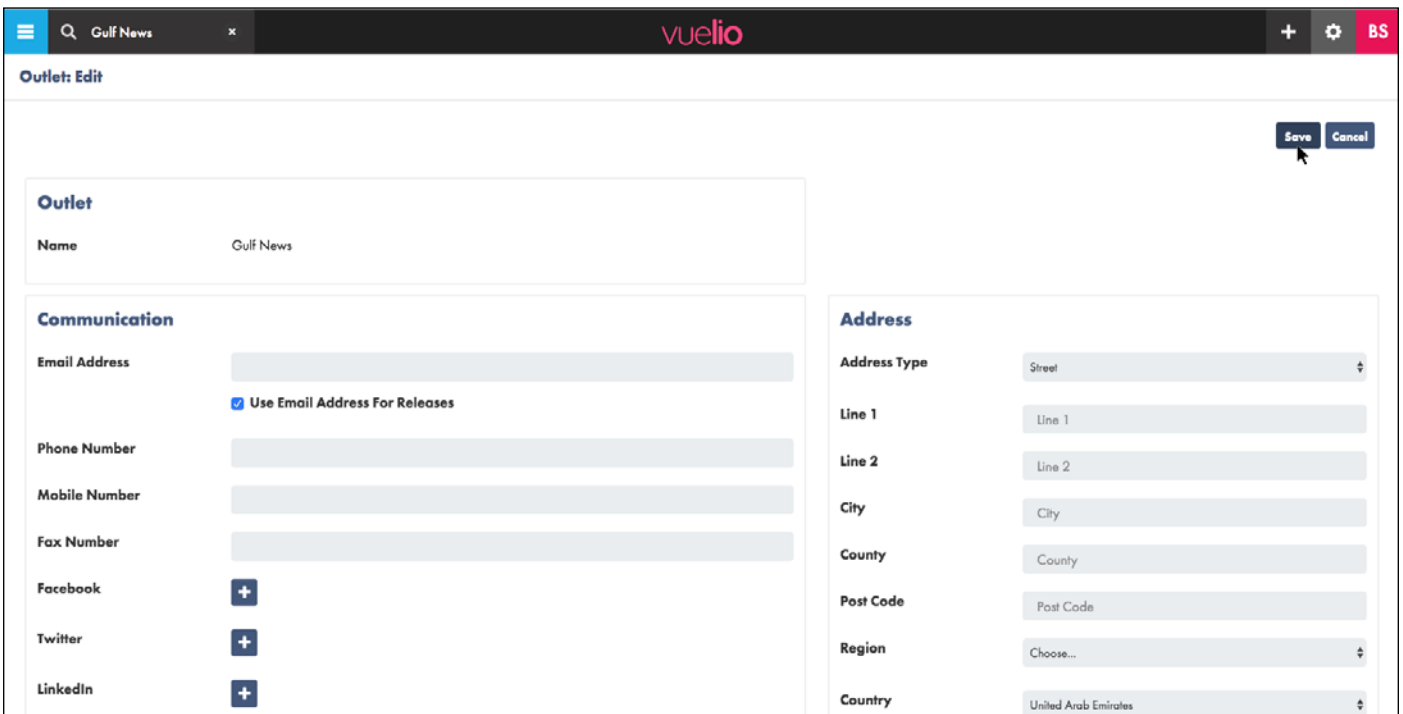 Gulf News ×
vuelio
BS
Outlet: Edit
Save Cancel
Outlet
Name Gulf News
Communication
Email Address
Use Email Address For Releases
Phone Number
Mobile Number
Fax Number
Facebook
Twitter
LinkedIn
Address
Address Type Street
Line 1 Line 1
Line 2 Line 2
City City
County County
Post Code Post Code
Region Choose...
Country United Arab Emirates